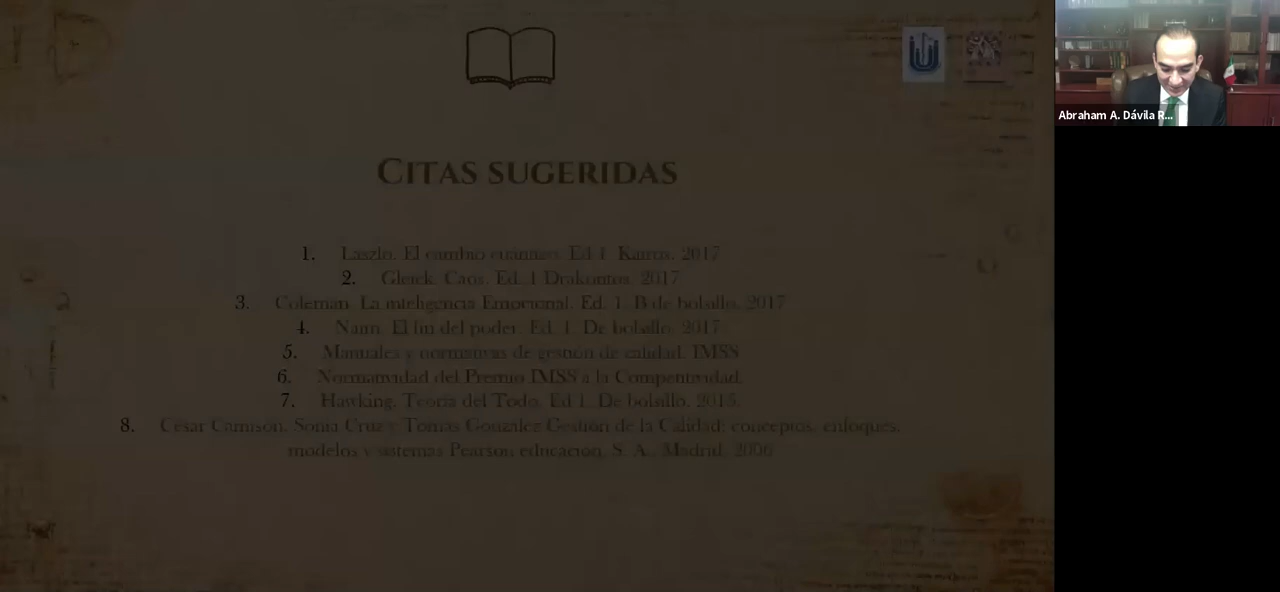 CITAS SUGERIDAS
1. Laszlo. El cambio cuántico. Ed 1. Kairos. 2017
2. Gleick. Caos. Ed. 1 Drakontos. 2017
3. Coleman. La inteligencia Emocional. Ed. 1. B de bolsillo. 2017
4. Naim. El fin del poder. Ed. 1. De bolsillo. 2017
5. Manuales y normativas de gestión de calidad. IMSS
6. Normatividad del Premio IMSS a la Competitividad.
7. Hawking. Teoría del Todo. Ed 1. De bolsillo. 2015.
8. César Camisón, Sonia Cruz y Tomás González Gestión de la Calidad: conceptos, enfoques,
modelos y sistemas Pearson educación, S. A., Madrid, 2006
Abraham A. Dávila R...